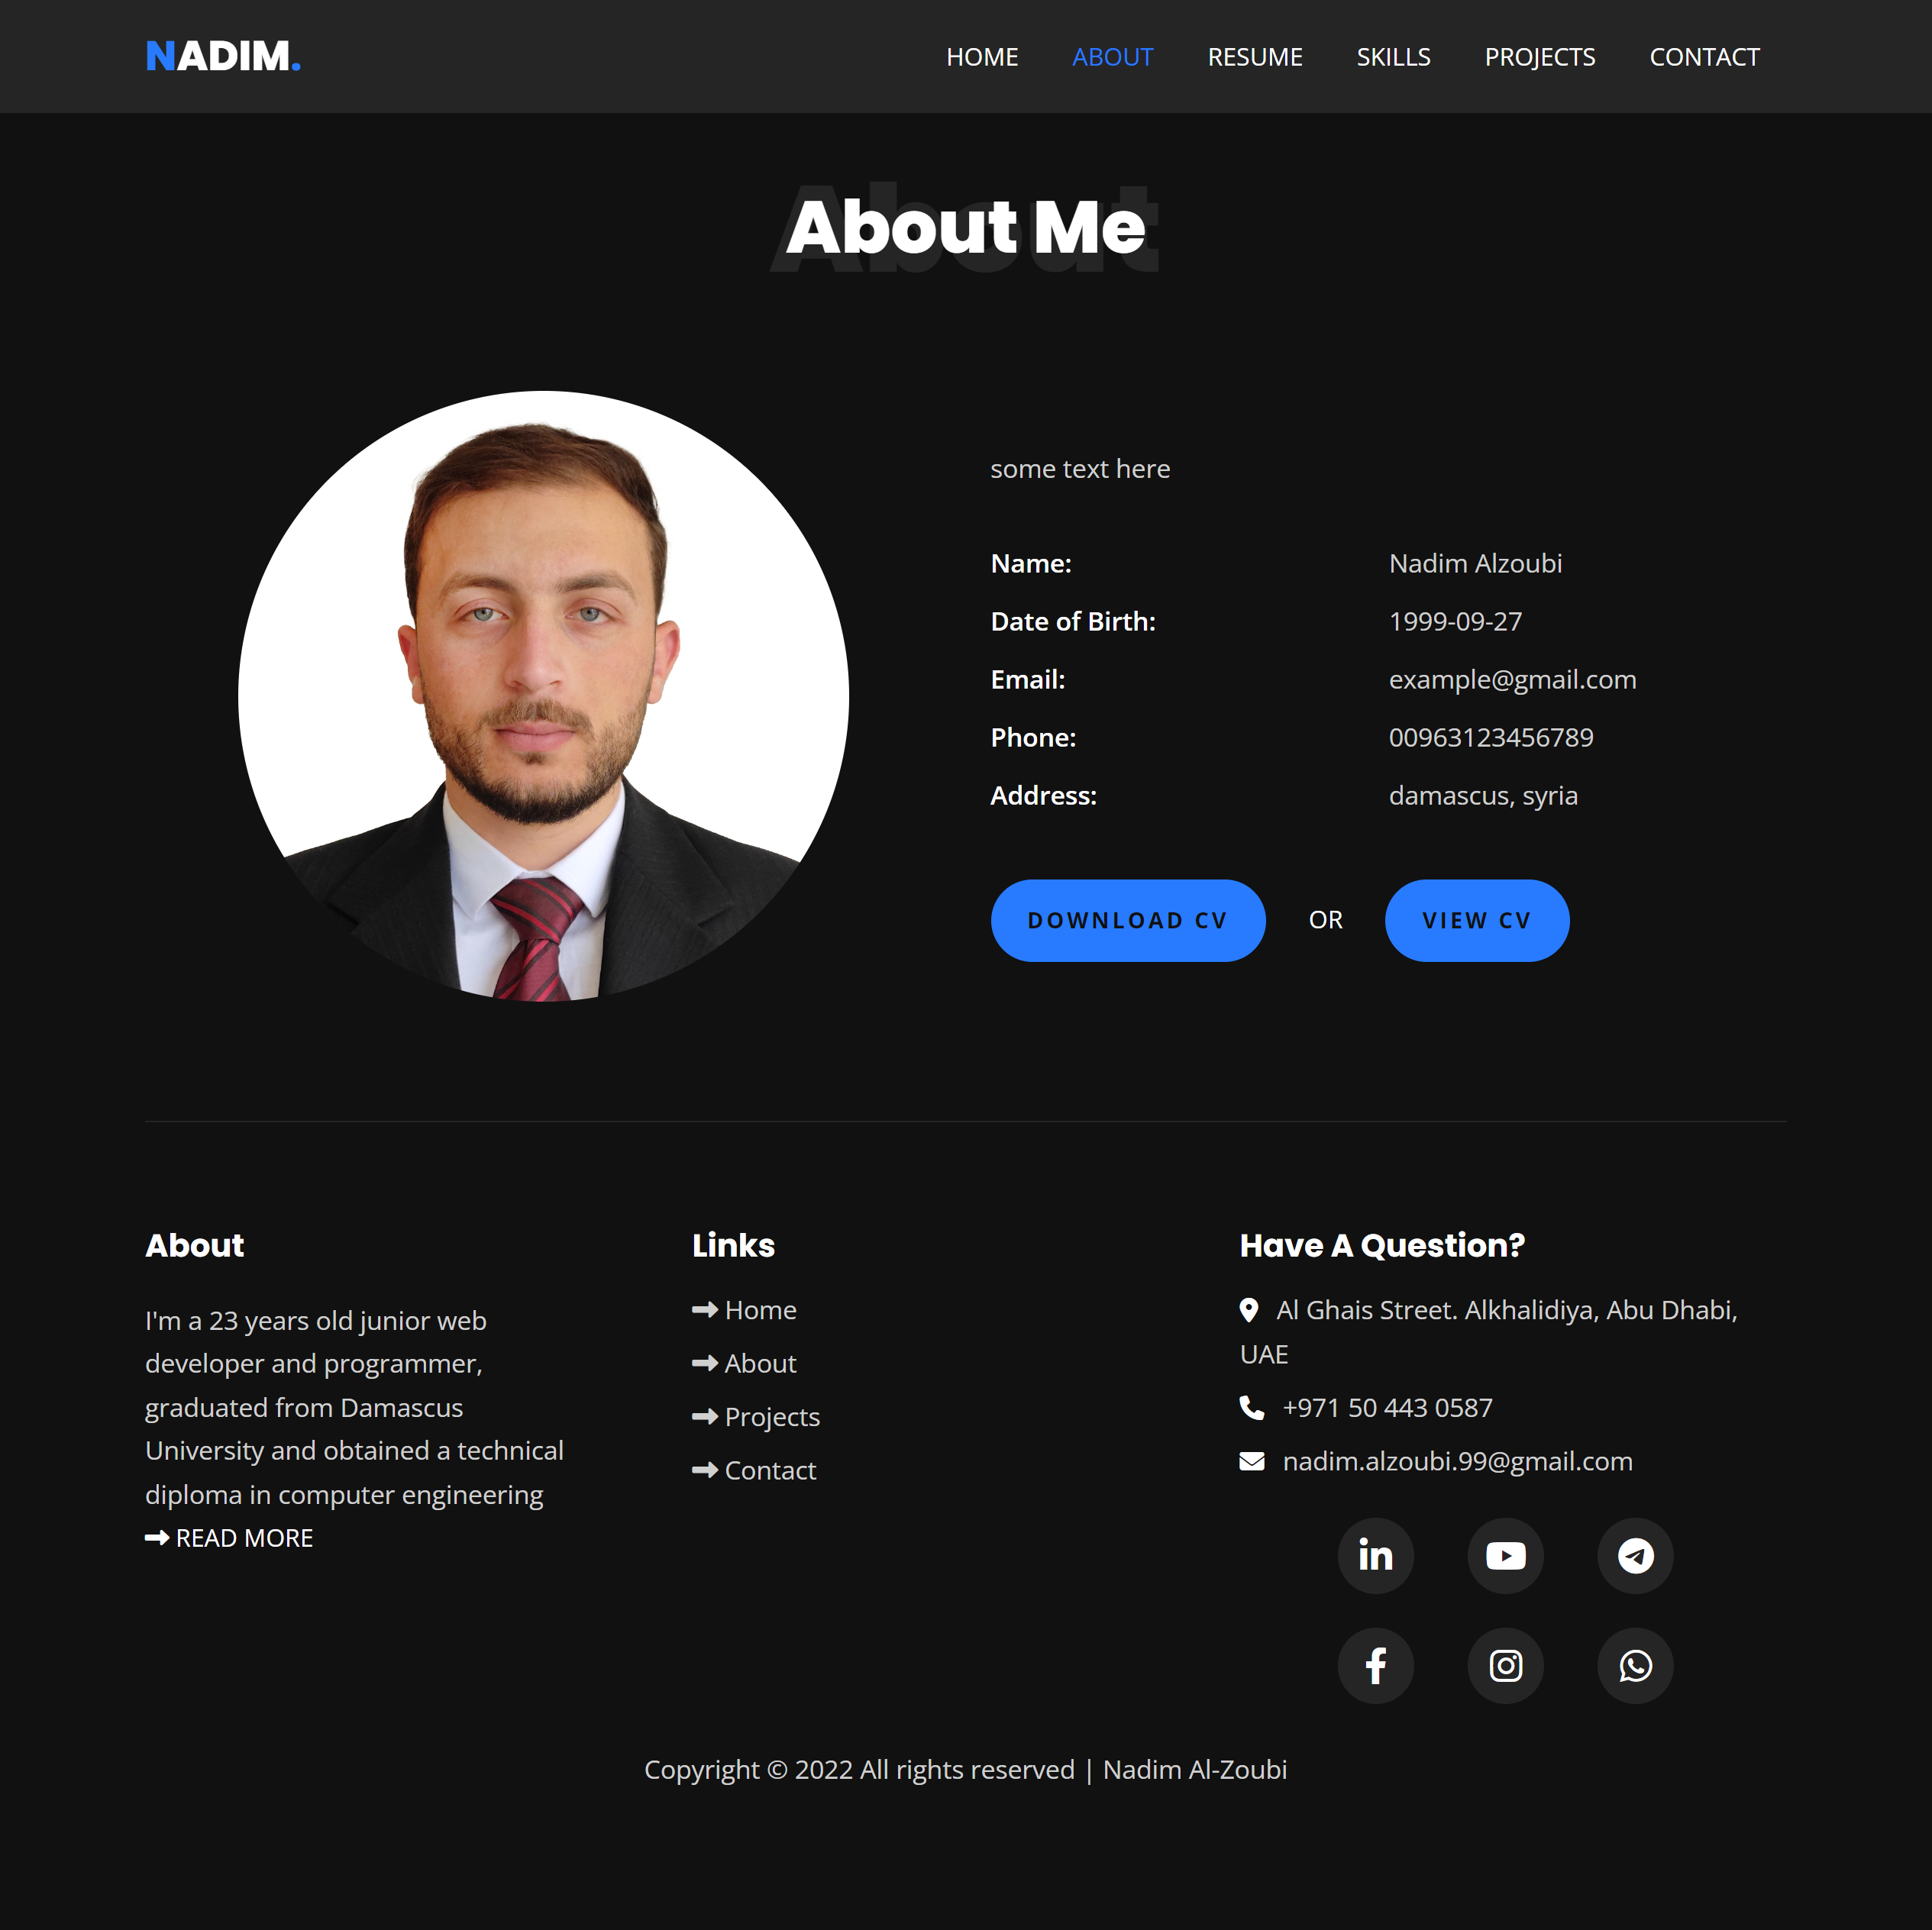 NADIM.
HOME ABOUT RESUME SKILLS PROJECTS CONTACT
About
About Me
some text here
Name: Nadim Alzoubi
Date of Birth: 1999-09-27
Email: example@gmail.com
Phone: 00963123456789
Address: damascus, syria
DOWNLOAD CV OR VIEW CV
About
I'm a 23 years old junior web
developer and programmer,
graduated from Damascus
University and obtained a technical
diploma in computer engineering
READ MORE
Links
Home
About
Projects
Contact
Have A Question?
Al Ghais Street. Alkhalidiya, Abu Dhabi,
UAE
+971 50 443 0587
nadim.alzoubi.99@gmail.com
in
f
Copyright © 2022 All rights reserved | Nadim Al-Zoubi